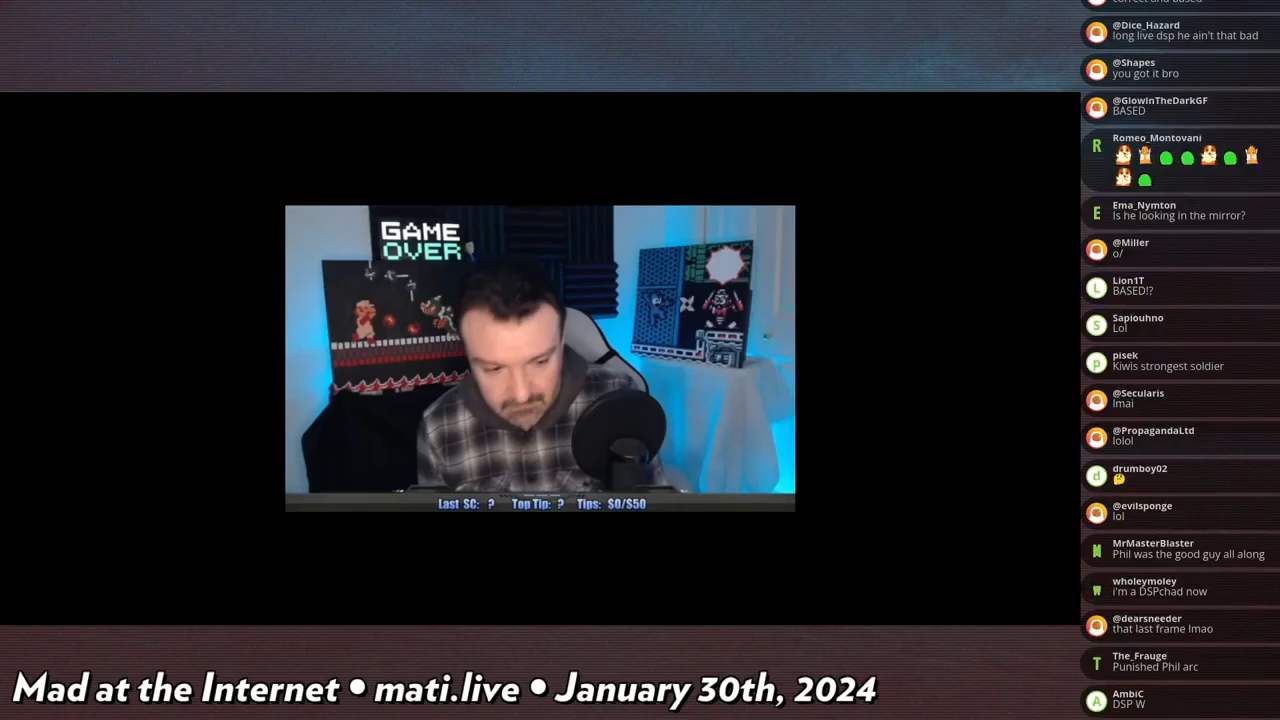 correct and based
@Dice_Hazard
long live dsp he ain't that bad
@Shapes
you got it bro
@GlowInTheDarkGF
BASED
Romeo_Montovani
Ema_Nymton
Is he looking in the mirror?
@Miller
o/
Lion1T
BASED!?
Sapiouhno
Lol
pisek
Kiwis strongest soldier
@Secularis
lmai
@PropagandaLtd
lolol
drumboy02
@evilsponge
lol
MrMasterBlaster
Phil was the good guy all along
wholeymoley
i'm a DSPchad now
@dearsneeder
that last frame lmao
The_Frauge
Punished Phil arc
AmbiC
DSP W
GAME
OVER
Last SC: ? Top Tip: ? Tips: $0/$50
Mad at the Internet • mati.live • January 30th, 2024